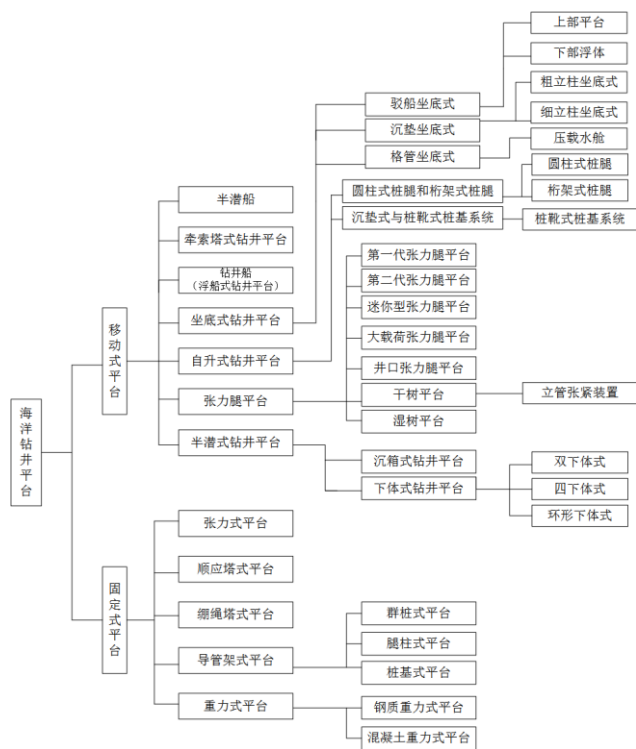 上部平台
下部浮体
粗立柱坐底式
细立柱坐底式
压载水舱
驳船坐底式
沉垫坐底式
格管坐底式
圆柱式桩腿
桁架式桩腿
圆柱式桩腿和桁架式桩腿
沉垫式与桩靴式桩基系统
桩靴式桩基系统
半潜船
牵索塔式钻井平台
钻井船
（浮船式钻井平台）
坐底式钻井平台
自升式钻井平台
张力腿平台
半潜式钻井平台
第一代张力腿平台
第二代张力腿平台
迷你型张力腿平台
大载荷张力腿平台
井口张力腿平台
干树平台
湿树平台
立管张紧装置
沉箱式钻井平台
下体式钻井平台
双下体式
四下体式
环形下体式
移动式平台
海洋钻井平台
固定式平台
张力式平台
顺应塔式平台
绷绳塔式平台
导管架式平台
重力式平台
群桩式平台
腿柱式平台
桩基式平台
钢质重力式平台
混凝土重力式平台